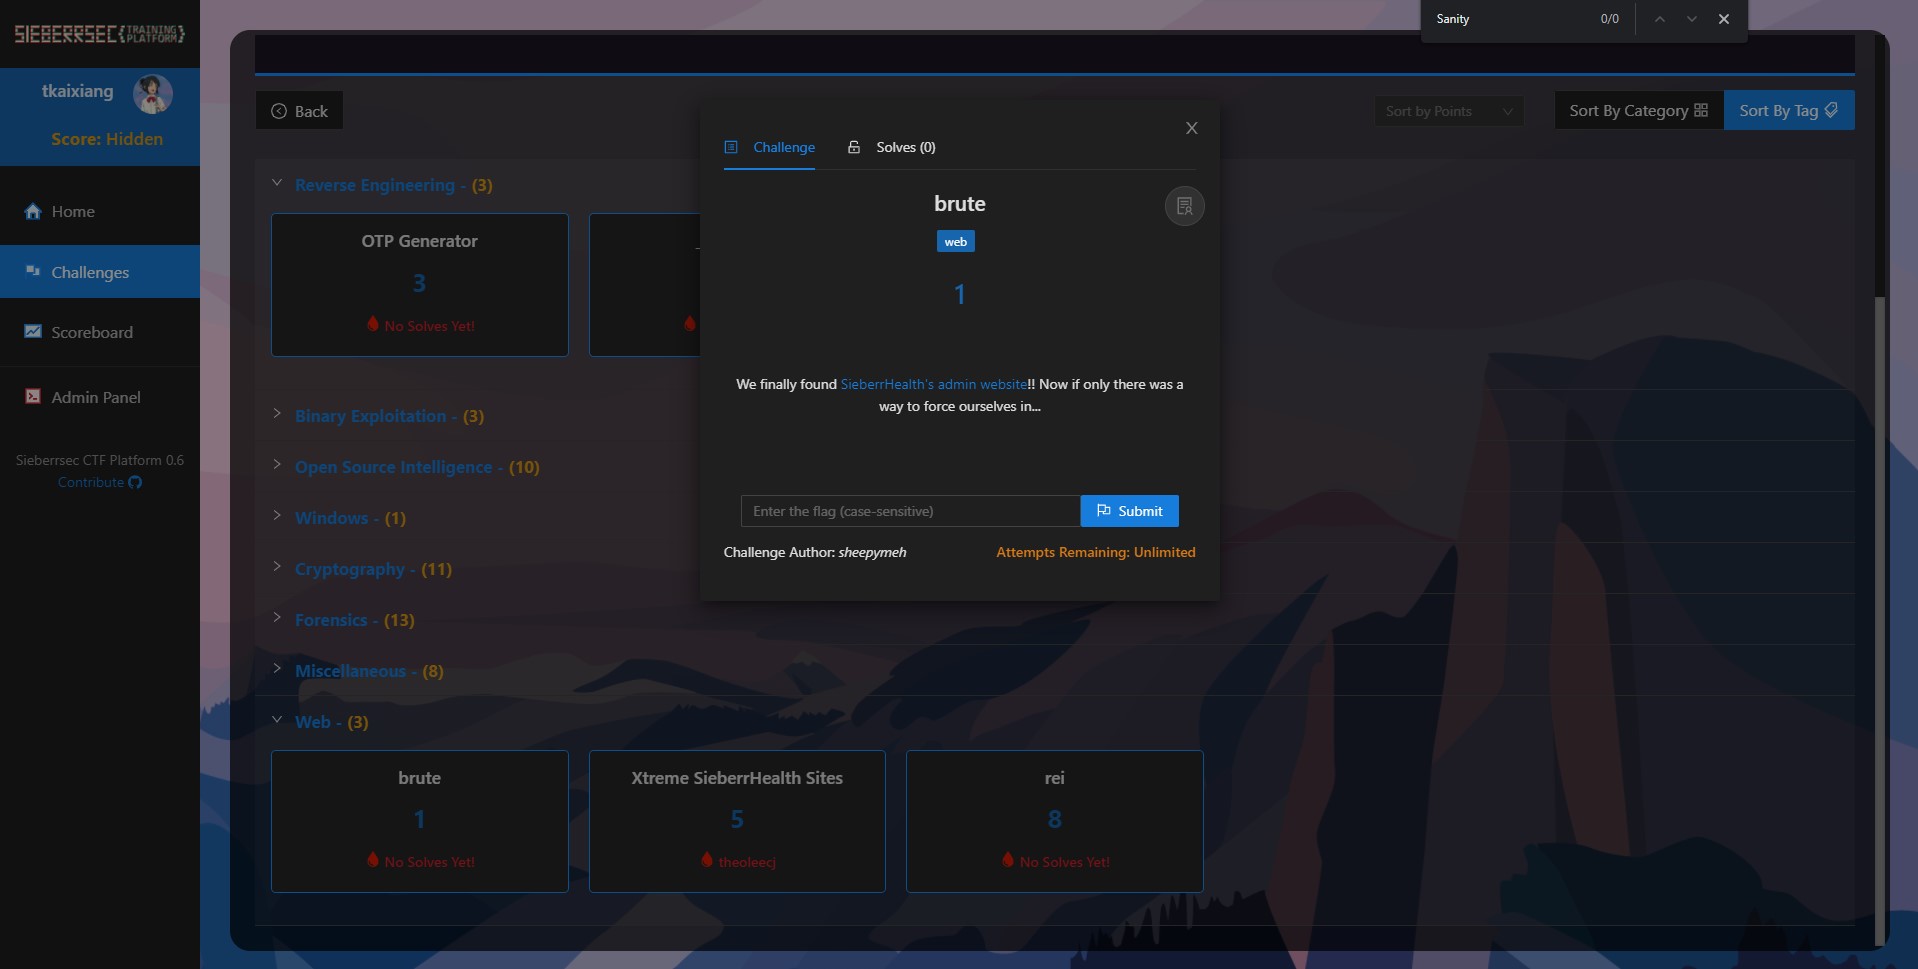 SIEBERRSEC{TRAINING PLATFORM}
tkaixiang
Score: Hidden
Home
Challenges
Scoreboard
Admin Panel
Sieberrsec CTF Platform 0.6
Contribute
Sanity 0/0
Back
Sort by Points
Sort By Category
Sort By Tag
Reverse Engineering - (3)
OTP Generator
3
No Solves Yet!
Binary Exploitation - (3)
Open Source Intelligence - (10)
Windows - (1)
Cryptography - (11)
Forensics - (13)
Miscellaneous - (8)
Web - (3)
brute
1
No Solves Yet!
Xtreme SieberrHealth Sites
5
theoleecj
rei
8
No Solves Yet!
Challenge
Solves (0)
brute
web
1
We finally found SieberrHealth's admin website!! Now if only there was a
way to force ourselves in...
Enter the flag (case-sensitive)
Submit
Challenge Author: sheepymeh
Attempts Remaining: Unlimited